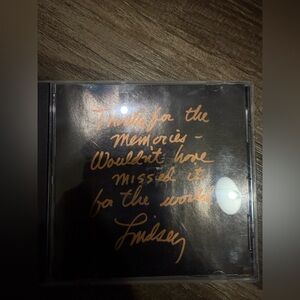 Thanks for the
memories -
Wouldn't have
missed it
for the world
Lindsey